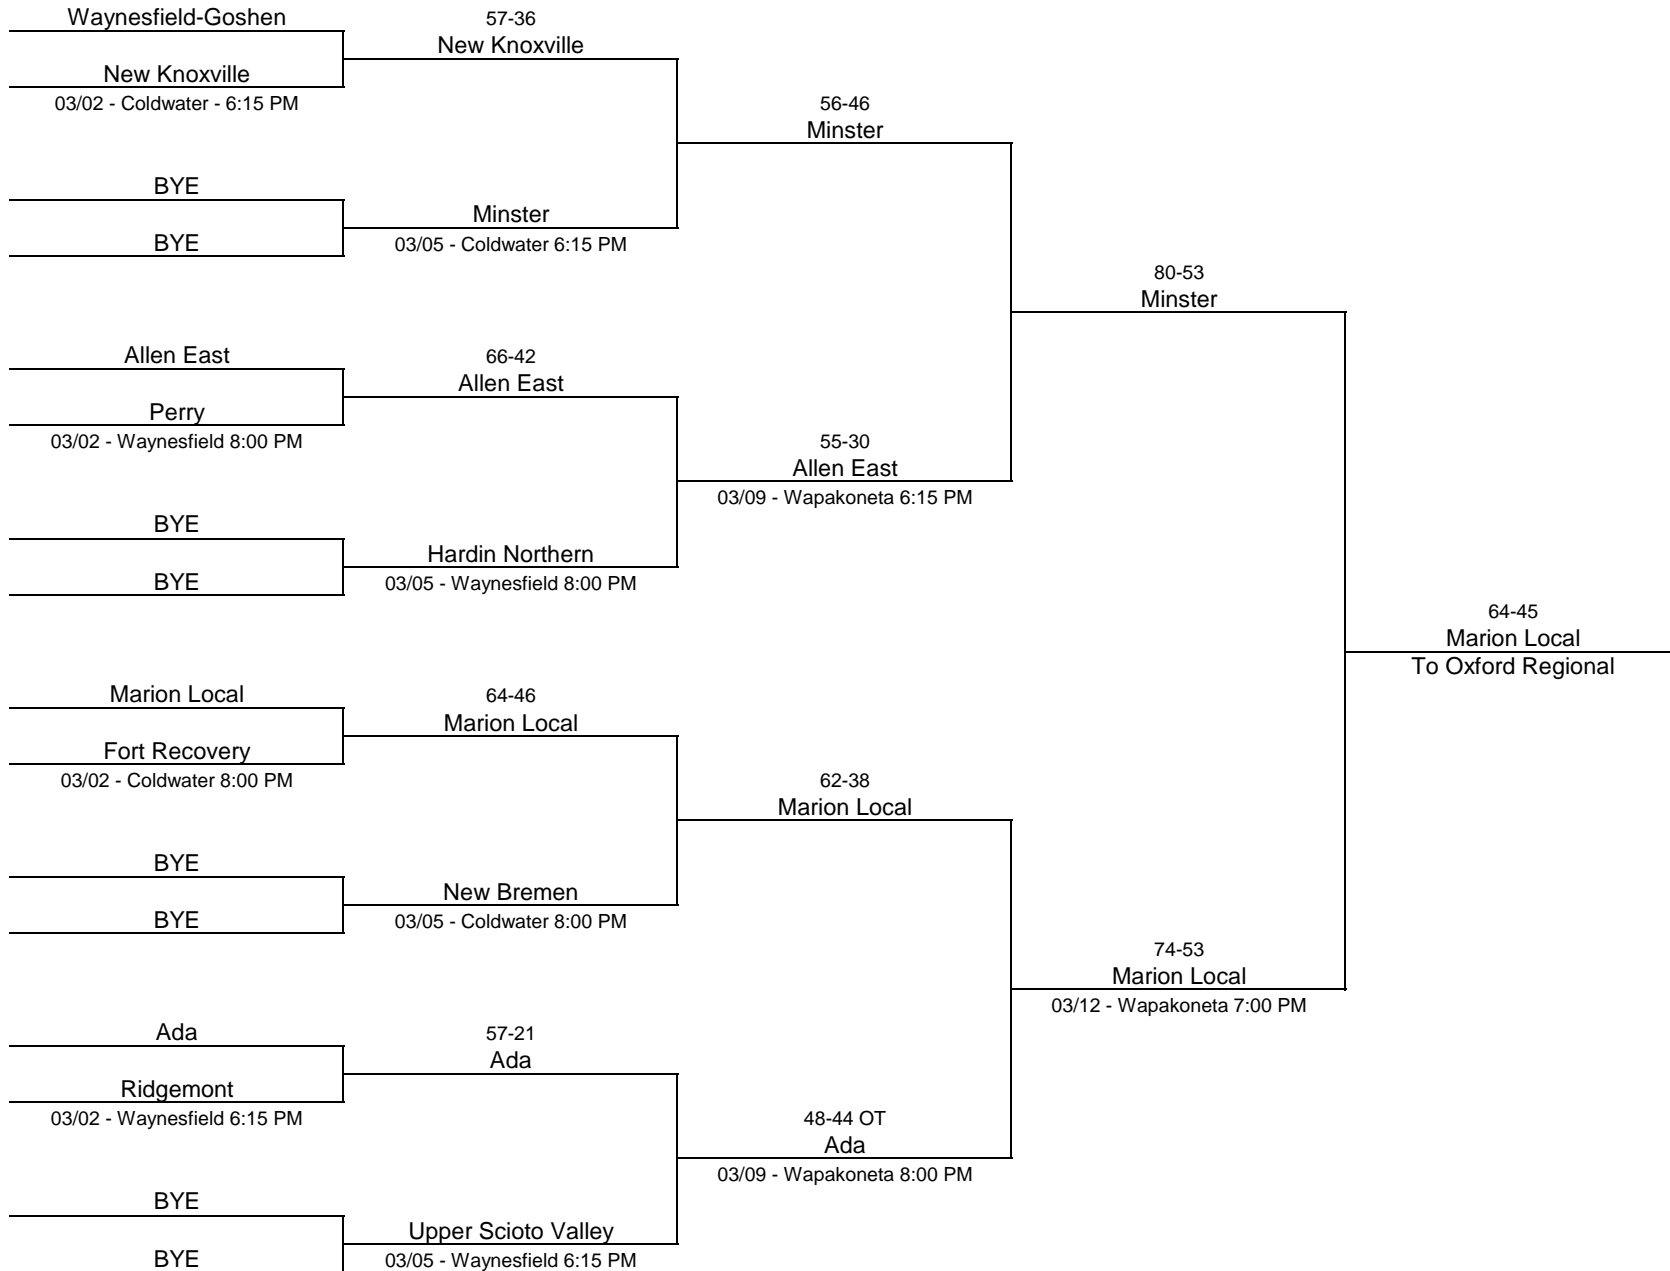 Waynesfield-Goshen
New Knoxville
03/02 - Coldwater - 6:15 PM
BYE
BYE
Allen East
Perry
03/02 - Waynesfield 8:00 PM
BYE
BYE
Marion Local
Fort Recovery
03/02 - Coldwater 8:00 PM
BYE
BYE
Ada
Ridgemont
03/02 - Waynesfield 6:15 PM
BYE
BYE
57-36
New Knoxville
Minster
03/05 - Coldwater 6:15 PM
66-42
Allen East
Hardin Northern
03/05 - Waynesfield 8:00 PM
64-46
Marion Local
New Bremen
03/05 - Coldwater 8:00 PM
57-21
Ada
Upper Scioto Valley
03/05 - Waynesfield 6:15 PM
56-46
Minster
55-30
Allen East
03/09 - Wapakoneta 6:15 PM
62-38
Marion Local
48-44 OT
Ada
03/09 - Wapakoneta 8:00 PM
80-53
Minster
74-53
Marion Local
03/12 - Wapakoneta 7:00 PM
64-45
Marion Local
To Oxford Regional